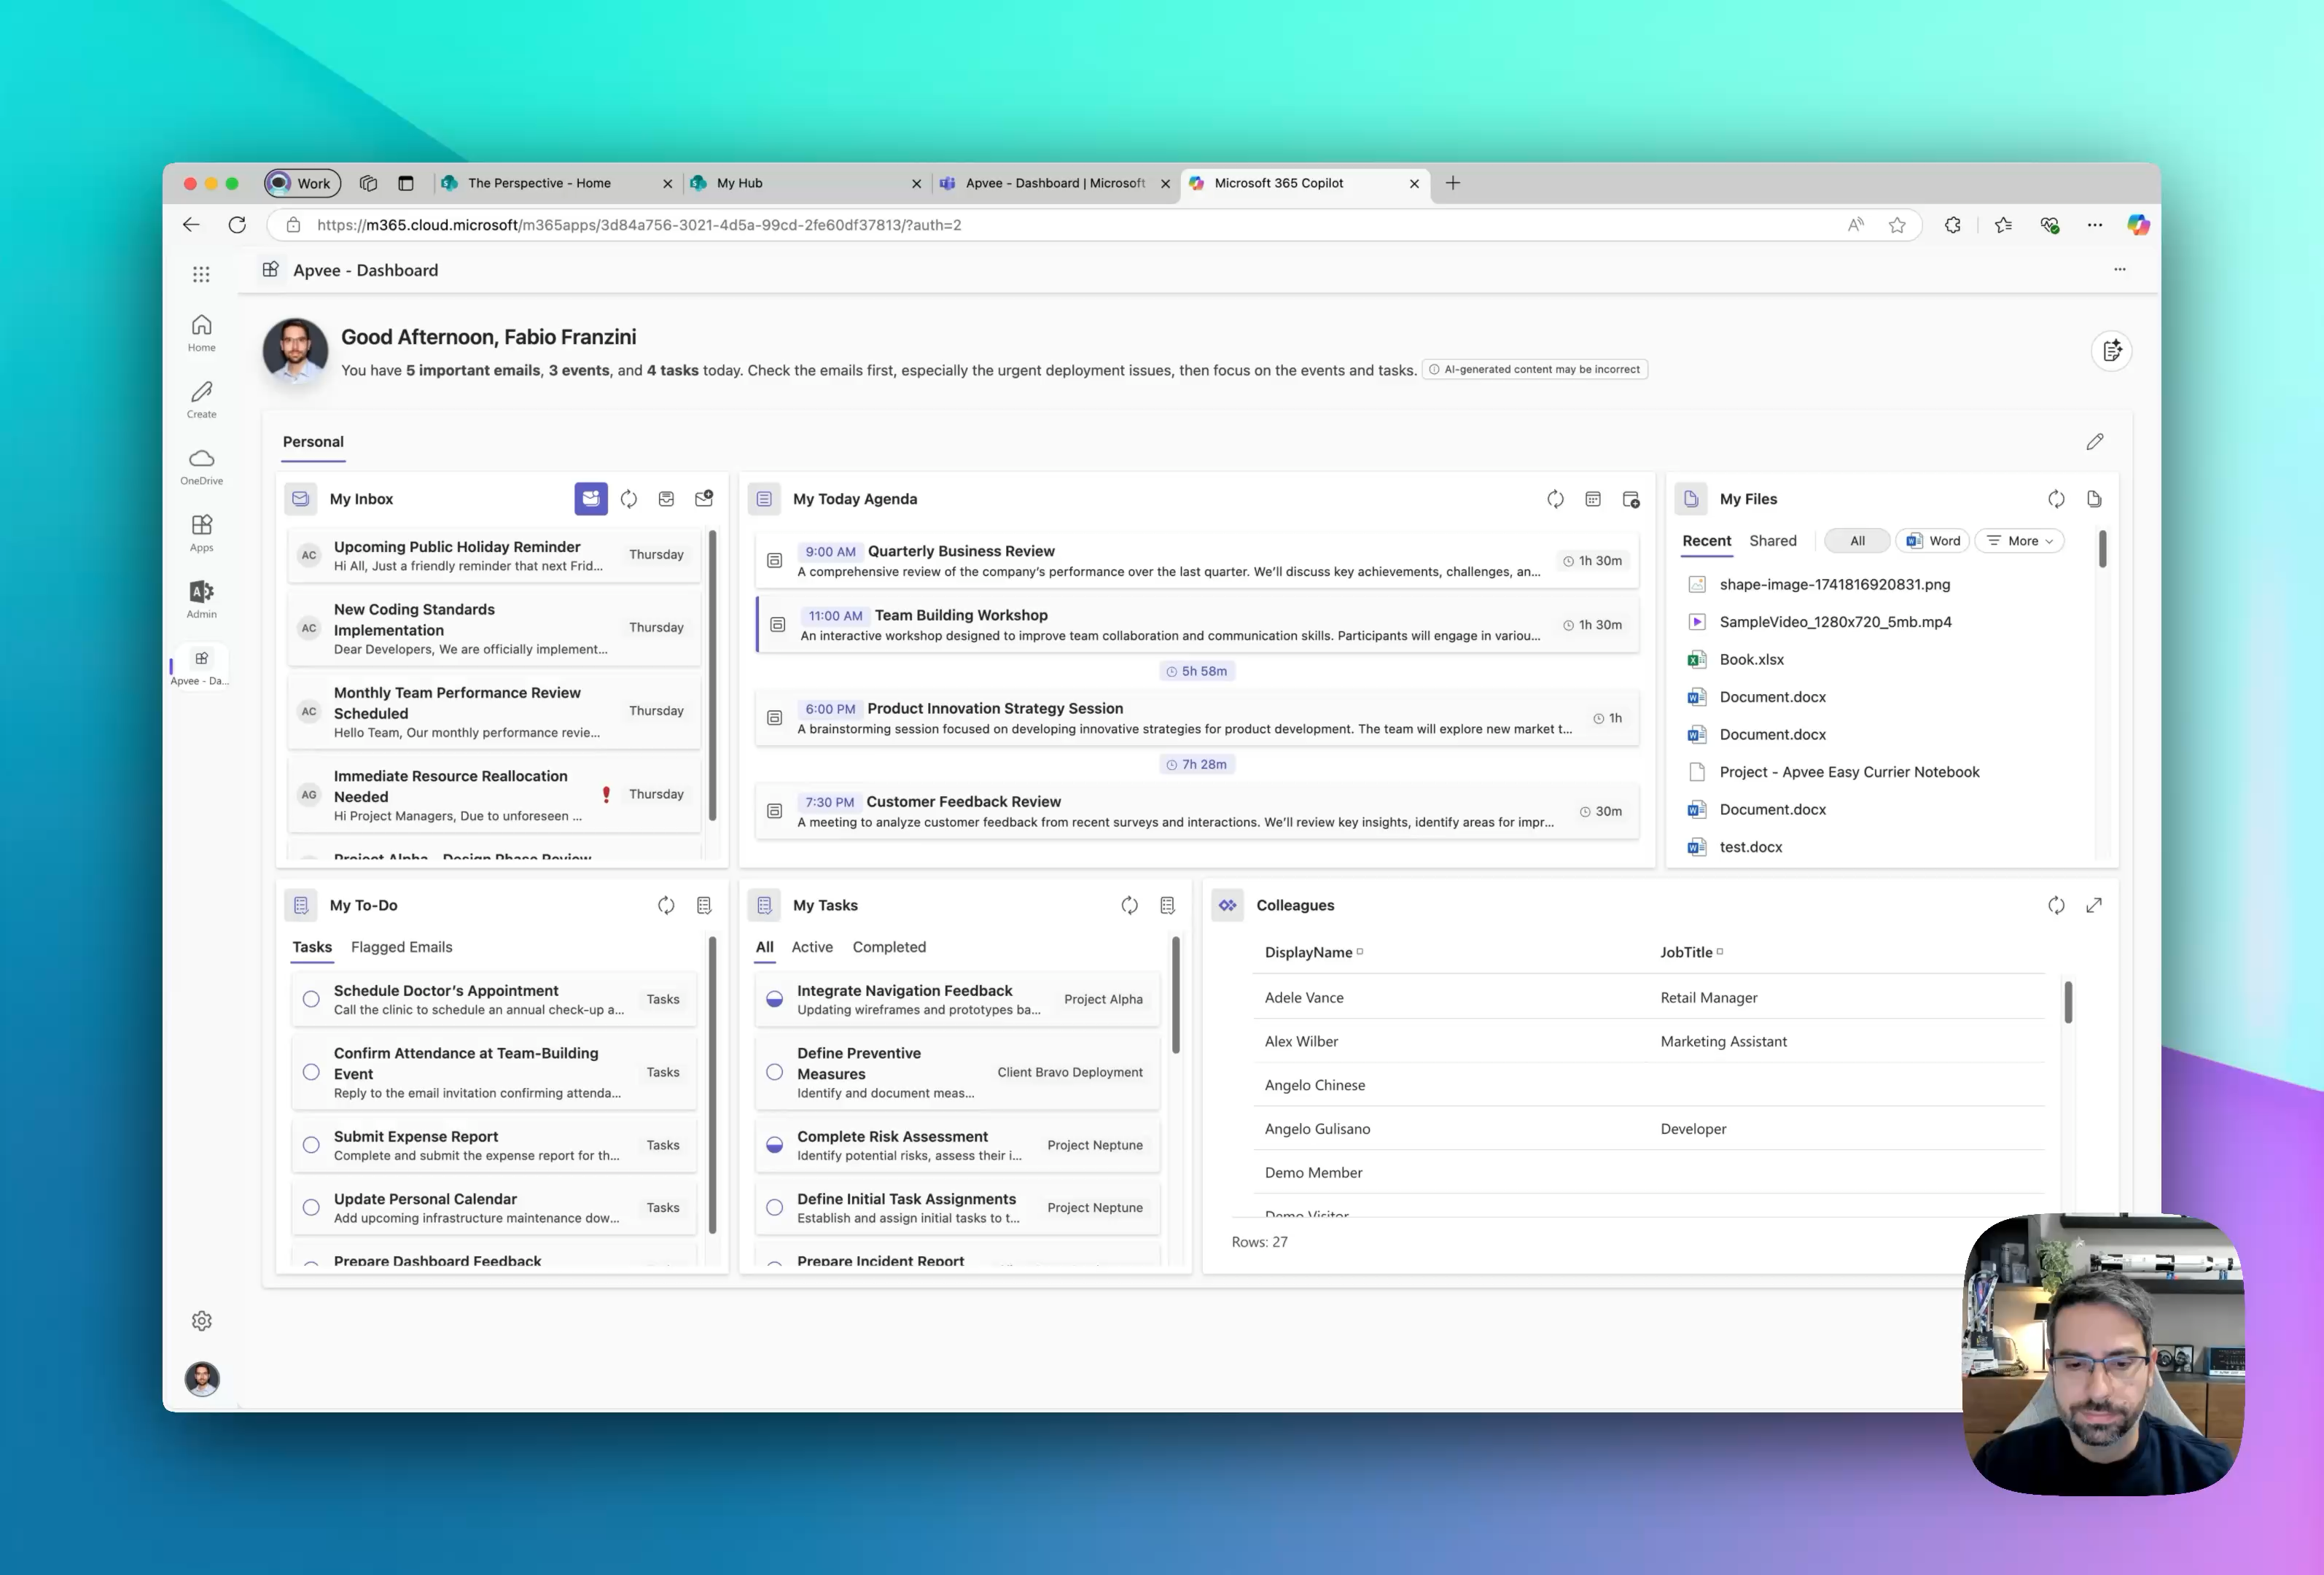 Work
The Perspective - Home
My Hub
Apvee - Dashboard | Microsoft
Microsoft 365 Copilot
https://m365.cloud.microsoft/m365apps/3d84a756-3021-4d5a-99cd-2fe60df37813/?auth=2
Apvee - Dashboard
Home
Create
OneDrive
Apps
Admin
Apvee - Da...
Good Afternoon, Fabio Franzini
You have 5 important emails, 3 events, and 4 tasks today. Check the emails first, especially the urgent deployment issues, then focus on the events and tasks.
AI-generated content may be incorrect
Personal
My Inbox
AC
Upcoming Public Holiday Reminder
Hi All, Just a friendly reminder that next Frid...
Thursday
AC
New Coding Standards
Implementation
Dear Developers, We are officially implement...
Thursday
AC
Monthly Team Performance Review
Scheduled
Hello Team, Our monthly performance revie...
Thursday
AG
Immediate Resource Reallocation
Needed
Hi Project Managers, Due to unforeseen ...
Thursday
Project Alpha - Design Phase Review
My Today Agenda
9:00 AM Quarterly Business Review
A comprehensive review of the company's performance over the last quarter. We'll discuss key achievements, challenges, an...
1h 30m
11:00 AM Team Building Workshop
An interactive workshop designed to improve team collaboration and communication skills. Participants will engage in variou...
1h 30m
5h 58m
6:00 PM Product Innovation Strategy Session
A brainstorming session focused on developing innovative strategies for product development. The team will explore new market t...
1h
7h 28m
7:30 PM Customer Feedback Review
A meeting to analyze customer feedback from recent surveys and interactions. We'll review key insights, identify areas for impr...
30m
My Files
Recent Shared All Word More
shape-image-1741816920831.png
SampleVideo_1280x720_5mb.mp4
Book.xlsx
Document.docx
Document.docx
Project - Apvee Easy Currier Notebook
Document.docx
test.docx
My To-Do
Tasks Flagged Emails
Schedule Doctor's Appointment
Call the clinic to schedule an annual check-up a...
Tasks
Confirm Attendance at Team-Building
Event
Reply to the email invitation confirming attenda...
Tasks
Submit Expense Report
Complete and submit the expense report for th...
Tasks
Update Personal Calendar
Add upcoming infrastructure maintenance dow...
Tasks
Prepare Dashboard Feedback
My Tasks
All Active Completed
Integrate Navigation Feedback
Updating wireframes and prototypes ba...
Project Alpha
Define Preventive
Measures
Identify and document meas...
Client Bravo Deployment
Complete Risk Assessment
Identify potential risks, assess their i...
Project Neptune
Define Initial Task Assignments
Establish and assign initial tasks to t...
Project Neptune
Prepare Incident Report
Colleagues
DisplayName JobTitle
Adele Vance Retail Manager
Alex Wilber Marketing Assistant
Angelo Chinese
Angelo Gulisano Developer
Demo Member
Demo Visitor
Rows: 27